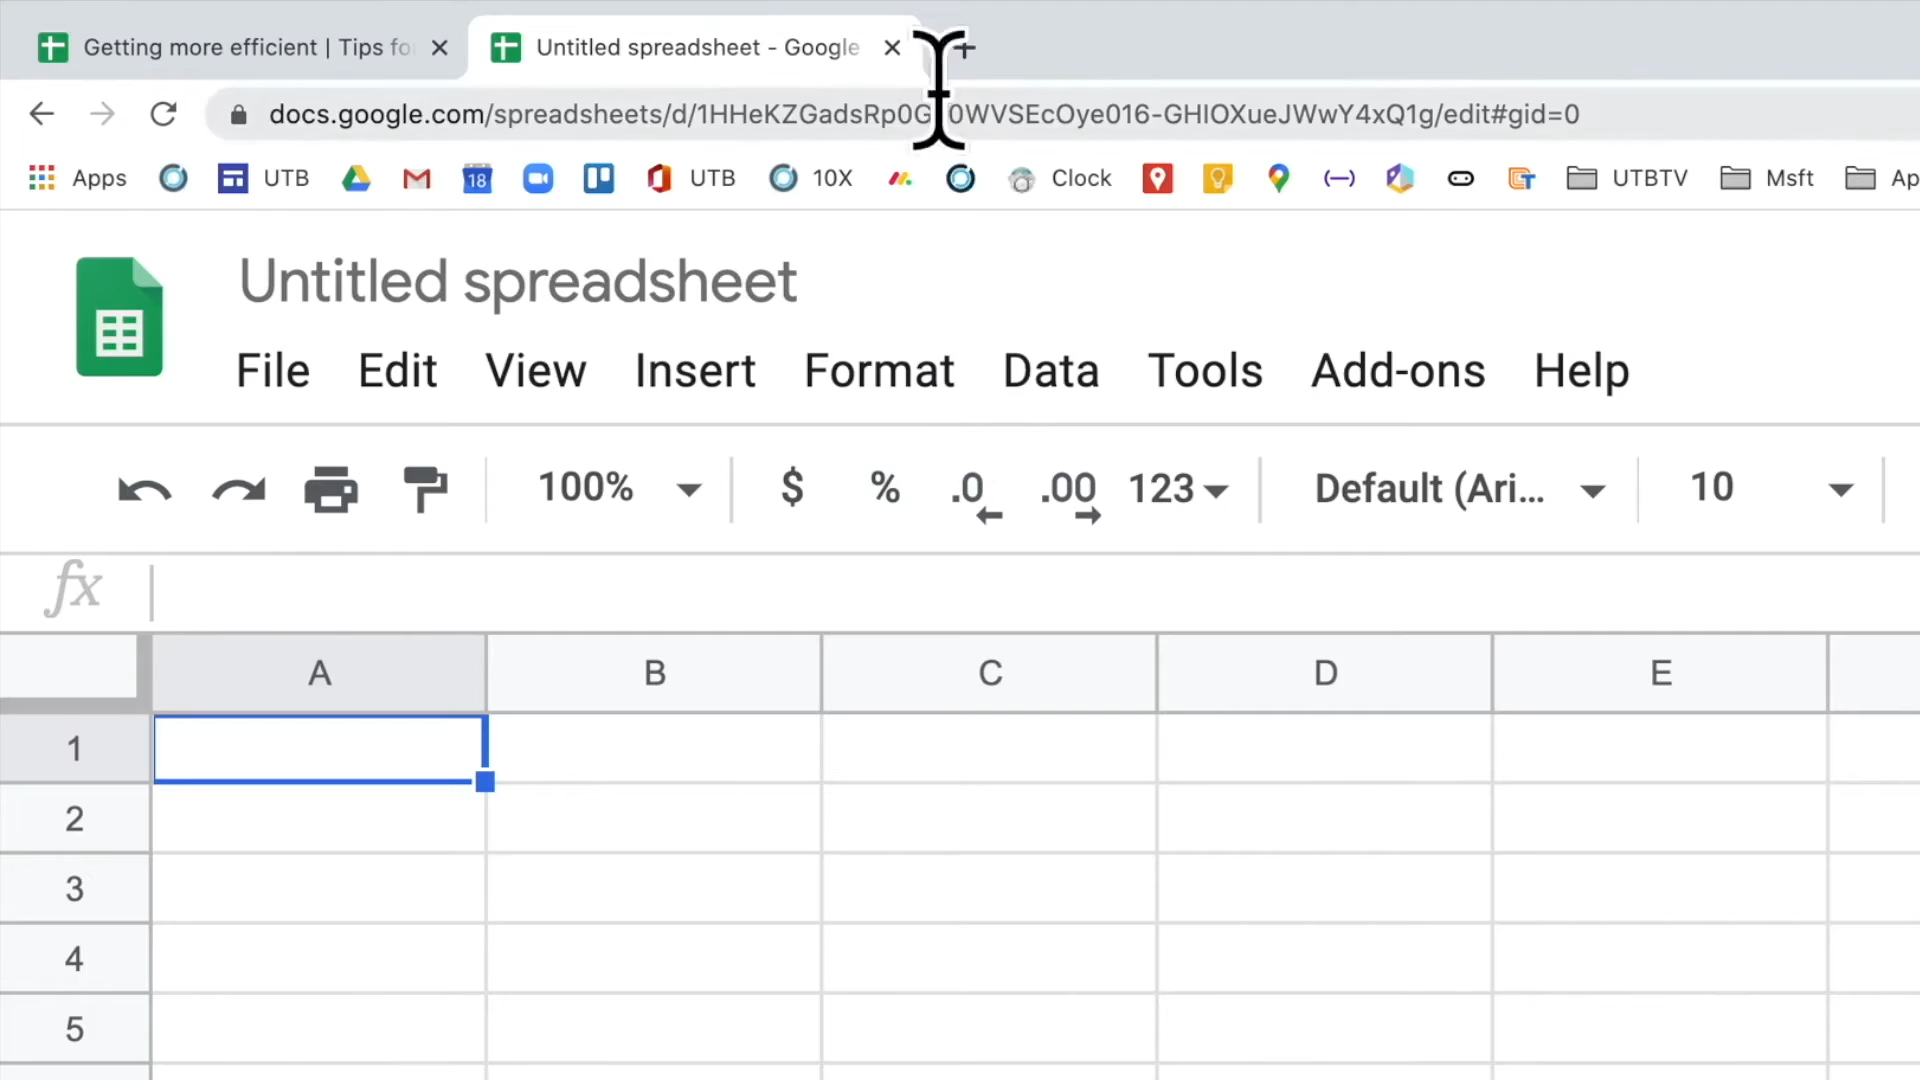 Getting more efficient | Tips fo
Untitled spreadsheet - Google
docs.google.com/spreadsheets/d/1HHeKZGadsRp0G 0WVSEcOye016-GHIOXueJWwY4xQ1g/edit#gid=0
Apps UTB 18 UTB 10X Clock UTBTV Msft Ap
Untitled spreadsheet
File Edit View Insert Format Data Tools Add-ons Help
100% $ % .0 .00 123 Default (Ari... 10
fx
A B C D E
1
2
3
4
5